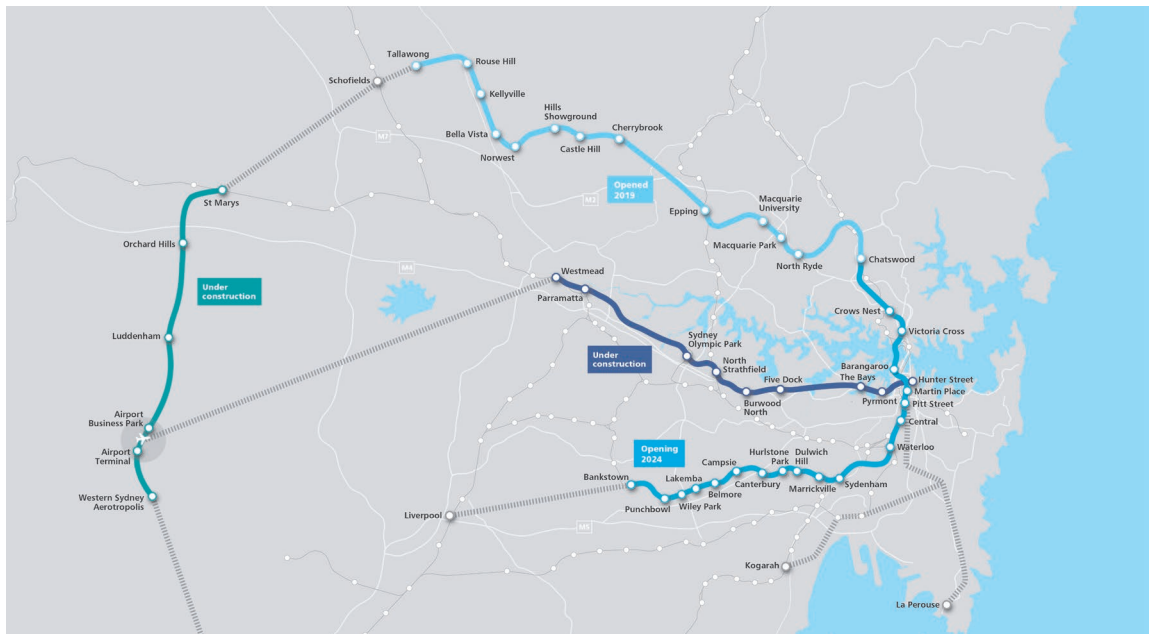 Tallawong
Rouse Hill
Schofields
Kellyville
Hills
Showground
Cherrybrook
M7
Bella Vista
Castle Hill
Norwest
Opened
2019
M2
St Marys
Macquarie
University
Epping
Orchard Hills
Macquarie Park
North Ryde
Chatswood
M4
Westmead
Under
construction
Parramatta
Crows Nest
Luddenham
Victoria Cross
Sydney
Olympic Park
Under
construction
North
Strathfield
Barangaroo
Five Dock
The Bays
Hunter Street
Martin Place
Burwood
North
Pyrmont
Pitt Street
Airport
Business Park
Central
Airport
Terminal
Opening
2024
Waterloo
Hurlstone
Park
Dulwich
Hill
Campsie
Bankstown
Lakemba
Canterbury
Belmore
Marrickville
Sydenham
Western Sydney
Aerotropolis
Punchbowl
Wiley Park
Liverpool
M5
Kogarah
La Perouse